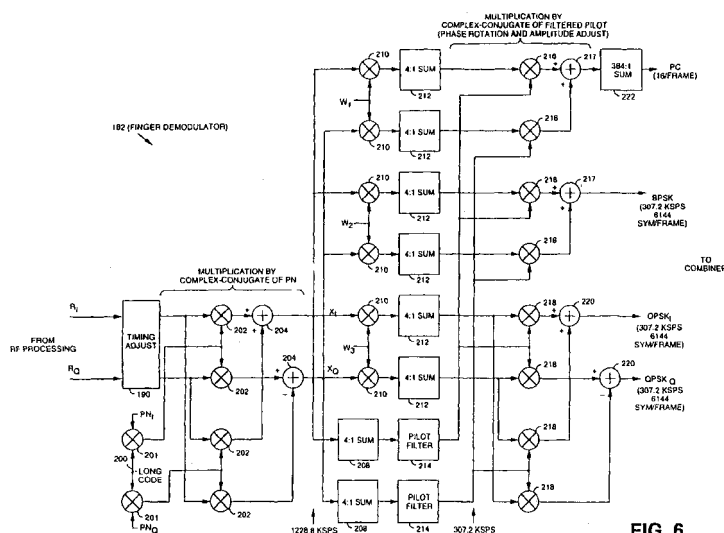 MULTIPLICATION BY
COMPLEX-CONJUGATE OF FILTERED PILOT
(PHASE ROTATION AND AMPLITUDE ADJUST)
210 4:1 SUM 212 216 + 217 + 384:1 SUM 222 PC (16/FRAME)
W1
182 (FINGER DEMODULATOR)
210 4:1 SUM 212 216
210 4:1 SUM 212 216 + 217 + BPSK
(307.2 KSPS
6144
SYM/FRAME)
W2
210 4:1 SUM 212 216
TO
COMBINER
MULTIPLICATION BY
COMPLEX-CONJUGATE OF PN
RI TIMING ADJUST 190 202 + 204 + XI 210 4:1 SUM 212 218 + 220 + QPSKI
(307.2 KSPS
6144
SYM/FRAME)
FROM
RF PROCESSING
W3
RQ 202 + 204 − XQ 210 4:1 SUM 212 218 + 220 − QPSKQ
(307.2 KSPS
6144
SYM/FRAME)
PNI
201 202 4:1 SUM 208 PILOT FILTER 214 218
200 LONG CODE
201 202 4:1 SUM 208 PILOT FILTER 214 218
PNQ
1228.8 KSPS 307.2 KSPS
FIG. 6